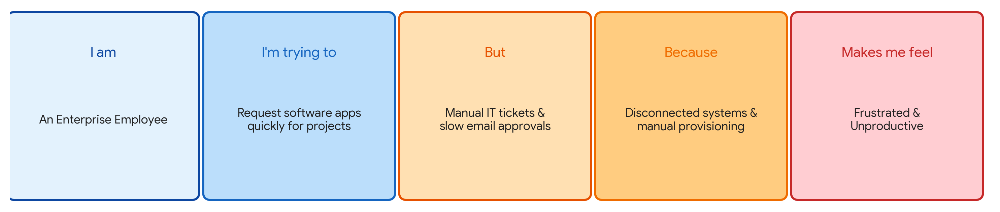 I am
An Enterprise Employee
I'm trying to
Request software apps
quickly for projects
But
Manual IT tickets &
slow email approvals
Because
Disconnected systems &
manual provisioning
Makes me feel
Frustrated &
Unproductive